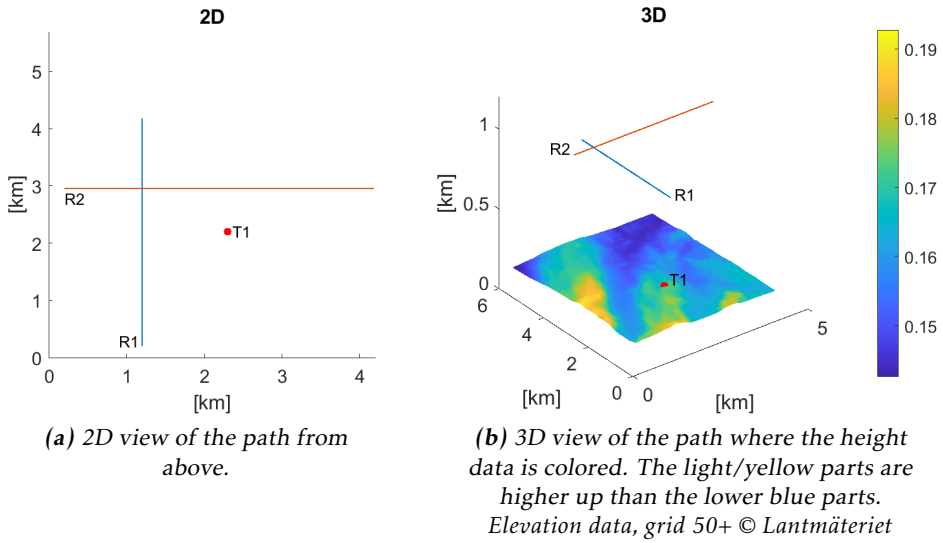 2D
5
4
3
2
1
0
[km]
R2
T1
R1
0
1
2
3
4
[km]
(a) 2D view of the path from
above.
3D
1
0.5
0
[km]
R2
R1
T1
6
4
2
0
0
5
[km]
[km]
0.19
0.18
0.17
0.16
0.15
(b) 3D view of the path where the height
data is colored. The light/yellow parts are
higher up than the lower blue parts.
Elevation data, grid 50+ © Lantmäteriet